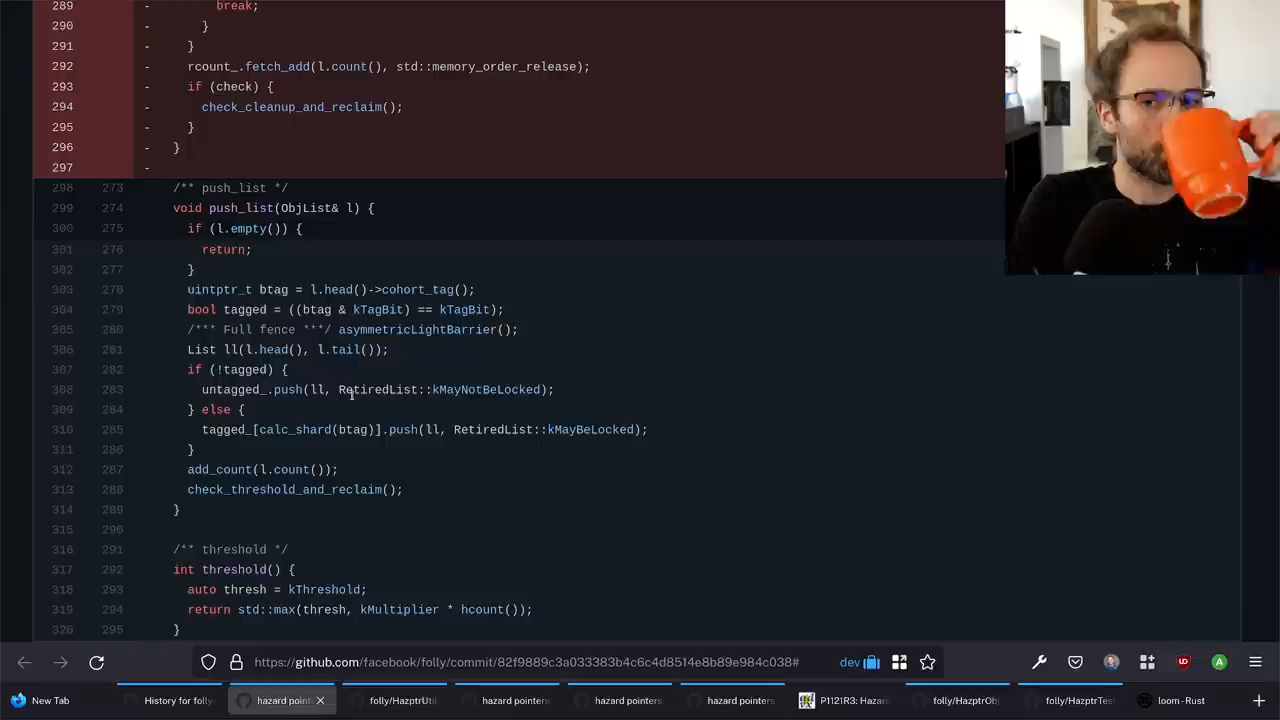 289 break;
290 - }
291 - }
292 - rcount_.fetch_add(l.count(), std::memory_order_release);
293 - if (check) {
294 - check_cleanup_and_reclaim();
295 - }
296 - }
297 -
298 273 /** push_list */
299 274 void push_list(ObjList& l) {
300 275 if (l.empty()) {
301 276 return;
302 277 }
303 278 uintptr_t btag = l.head()->cohort_tag();
304 279 bool tagged = ((btag & kTagBit) == kTagBit);
305 280 /*** Full fence ***/ asymmetricLightBarrier();
306 281 List ll(l.head(), l.tail());
307 282 if (!tagged) {
308 283 untagged_.push(ll, RetiredList::kMayNotBeLocked);
309 284 } else {
310 285 tagged_[calc_shard(btag)].push(ll, RetiredList::kMayBeLocked);
311 286 }
312 287 add_count(l.count());
313 288 check_threshold_and_reclaim();
314 289 }
315 290
316 291 /** threshold */
317 292 int threshold() {
318 293 auto thresh = kThreshold;
319 294 return std::max(thresh, kMultiplier * hcount());
320 295 }
https://github.com/facebook/folly/commit/82f9889c3a033383b4c6c4d8514e8b89e984c038# dev
New Tab History for folly hazard point folly/HazptrUtil hazard pointers hazard pointers hazard pointers P1121R3: Hazar folly/HazptrObj folly/HazptrTest loom - Rust